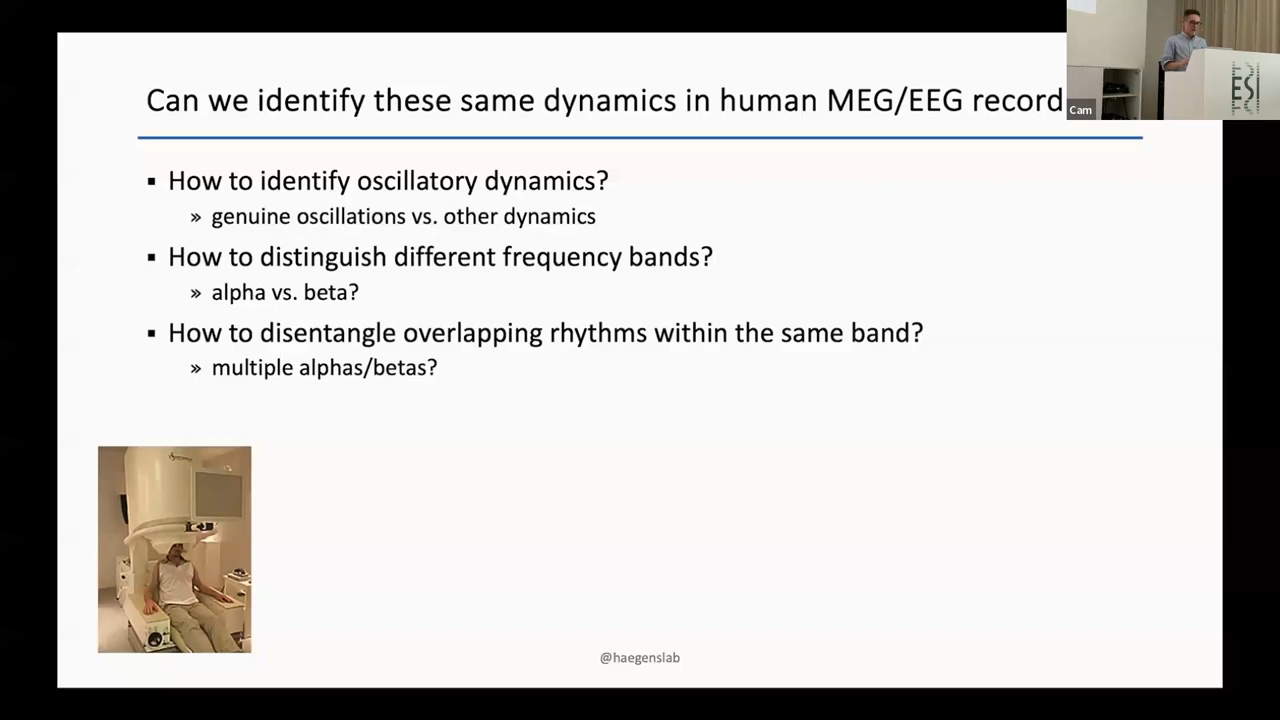 Can we identify these same dynamics in human MEG/EEG record
▪ How to identify oscillatory dynamics?
» genuine oscillations vs. other dynamics
▪ How to distinguish different frequency bands?
» alpha vs. beta?
▪ How to disentangle overlapping rhythms within the same band?
» multiple alphas/betas?
@haegenslab
Cam
ESI